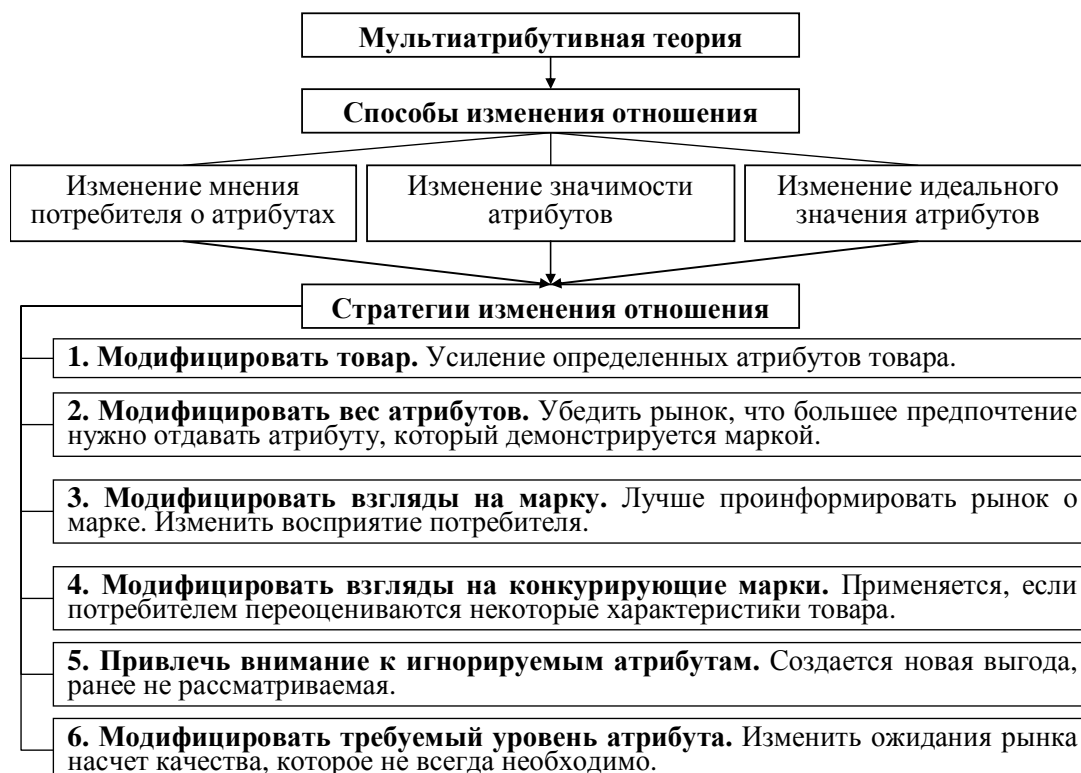 Мультиатрибутивная теория
Способы изменения отношения
Изменение мнения
потребителя о атрибутах
Изменение значимости
атрибутов
Изменение идеального
значения атрибутов
Стратегии изменения отношения
1. Модифицировать товар. Усиление определенных атрибутов товара.
2. Модифицировать вес атрибутов. Убедить рынок, что большее предпочтение
нужно отдавать атрибуту, который демонстрируется маркой.
3. Модифицировать взгляды на марку. Лучше проинформировать рынок о
марке. Изменить восприятие потребителя.
4. Модифицировать взгляды на конкурирующие марки. Применяется, если
потребителем переоцениваются некоторые характеристики товара.
5. Привлечь внимание к игнорируемым атрибутам. Создается новая выгода,
ранее не рассматриваемая.
6. Модифицировать требуемый уровень атрибута. Изменить ожидания рынка
насчет качества, которое не всегда необходимо.